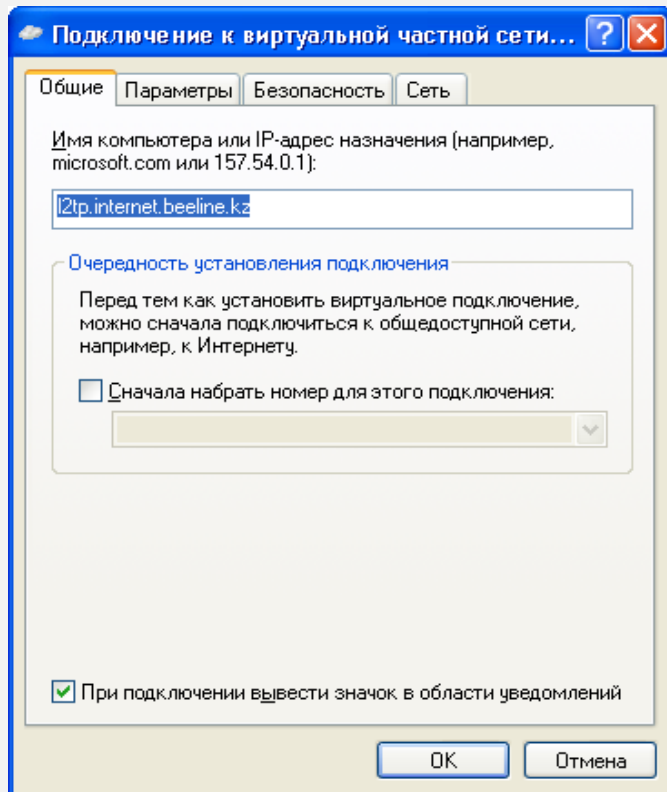 Подключение к виртуальной частной сети...
Общие Параметры Безопасность Сеть
Имя компьютера или IP-адрес назначения (например,
microsoft.com или 157.54.0.1):
l2tp.internet.beeline.kz
Очередность установления подключения
Перед тем как установить виртуальное подключение,
можно сначала подключиться к общедоступной сети,
например, к Интернету.
Сначала набрать номер для этого подключения:
При подключении вывести значок в области уведомлений
OK Отмена